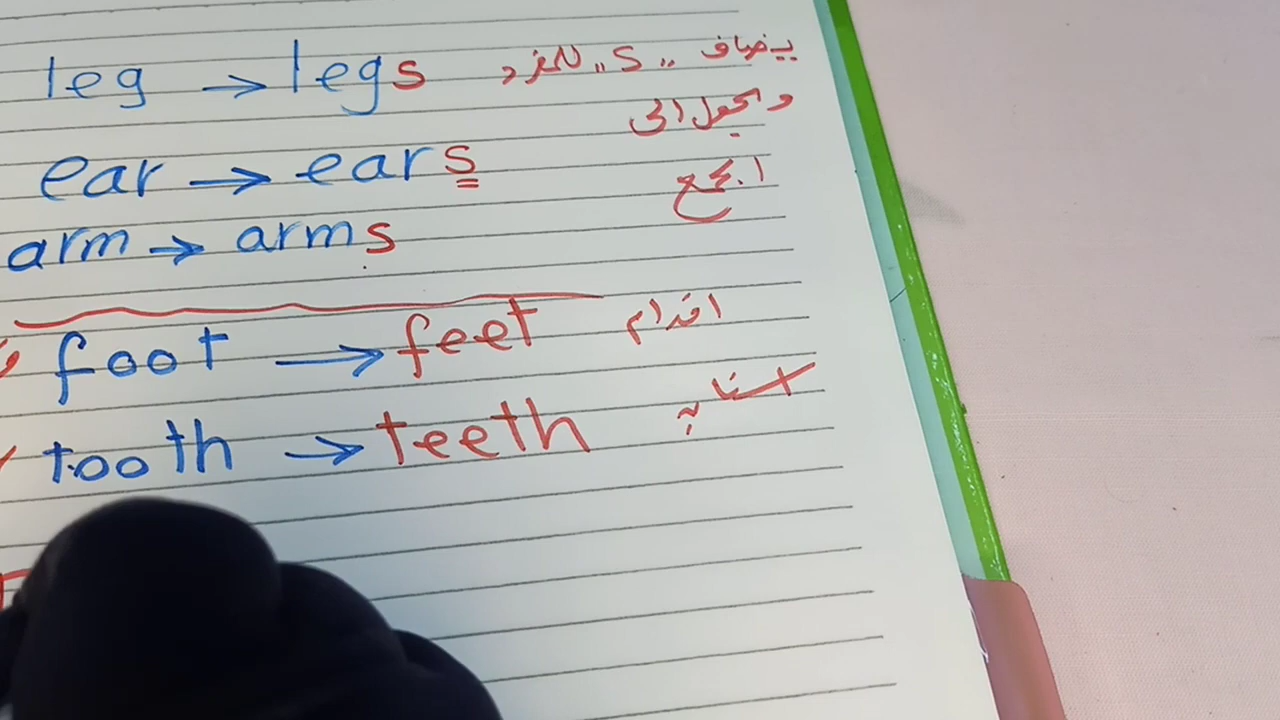 leg → legs يضاف "s" للمفرد
ويحول الى
ear → ears الجمع
arm → arms
foot → feet اقدام
tooth → teeth اسنان